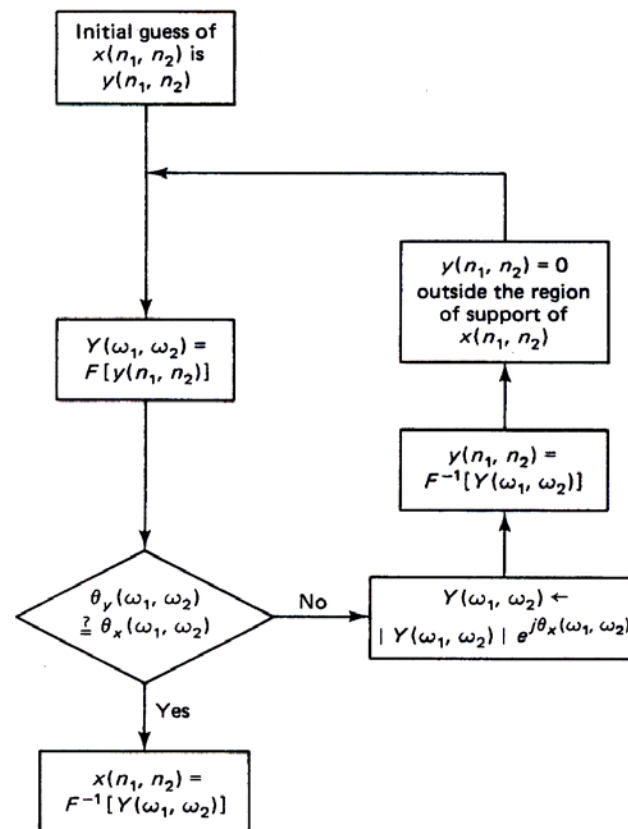 Initial guess of
x(n₁, n₂) is
y(n₁, n₂)
y(n₁, n₂) = 0
outside the region
of support of
x(n₁, n₂)
Y(ω₁, ω₂) =
F[y(n₁, n₂)]
y(n₁, n₂) =
F⁻¹[Y(ω₁, ω₂)]
θ_y(ω₁, ω₂)
≟ θₓ(ω₁, ω₂)
No
Y(ω₁, ω₂) ←
| Y(ω₁, ω₂) | e^{jθₓ(ω₁, ω₂)}
Yes
x(n₁, n₂) =
F⁻¹[Y(ω₁, ω₂)]